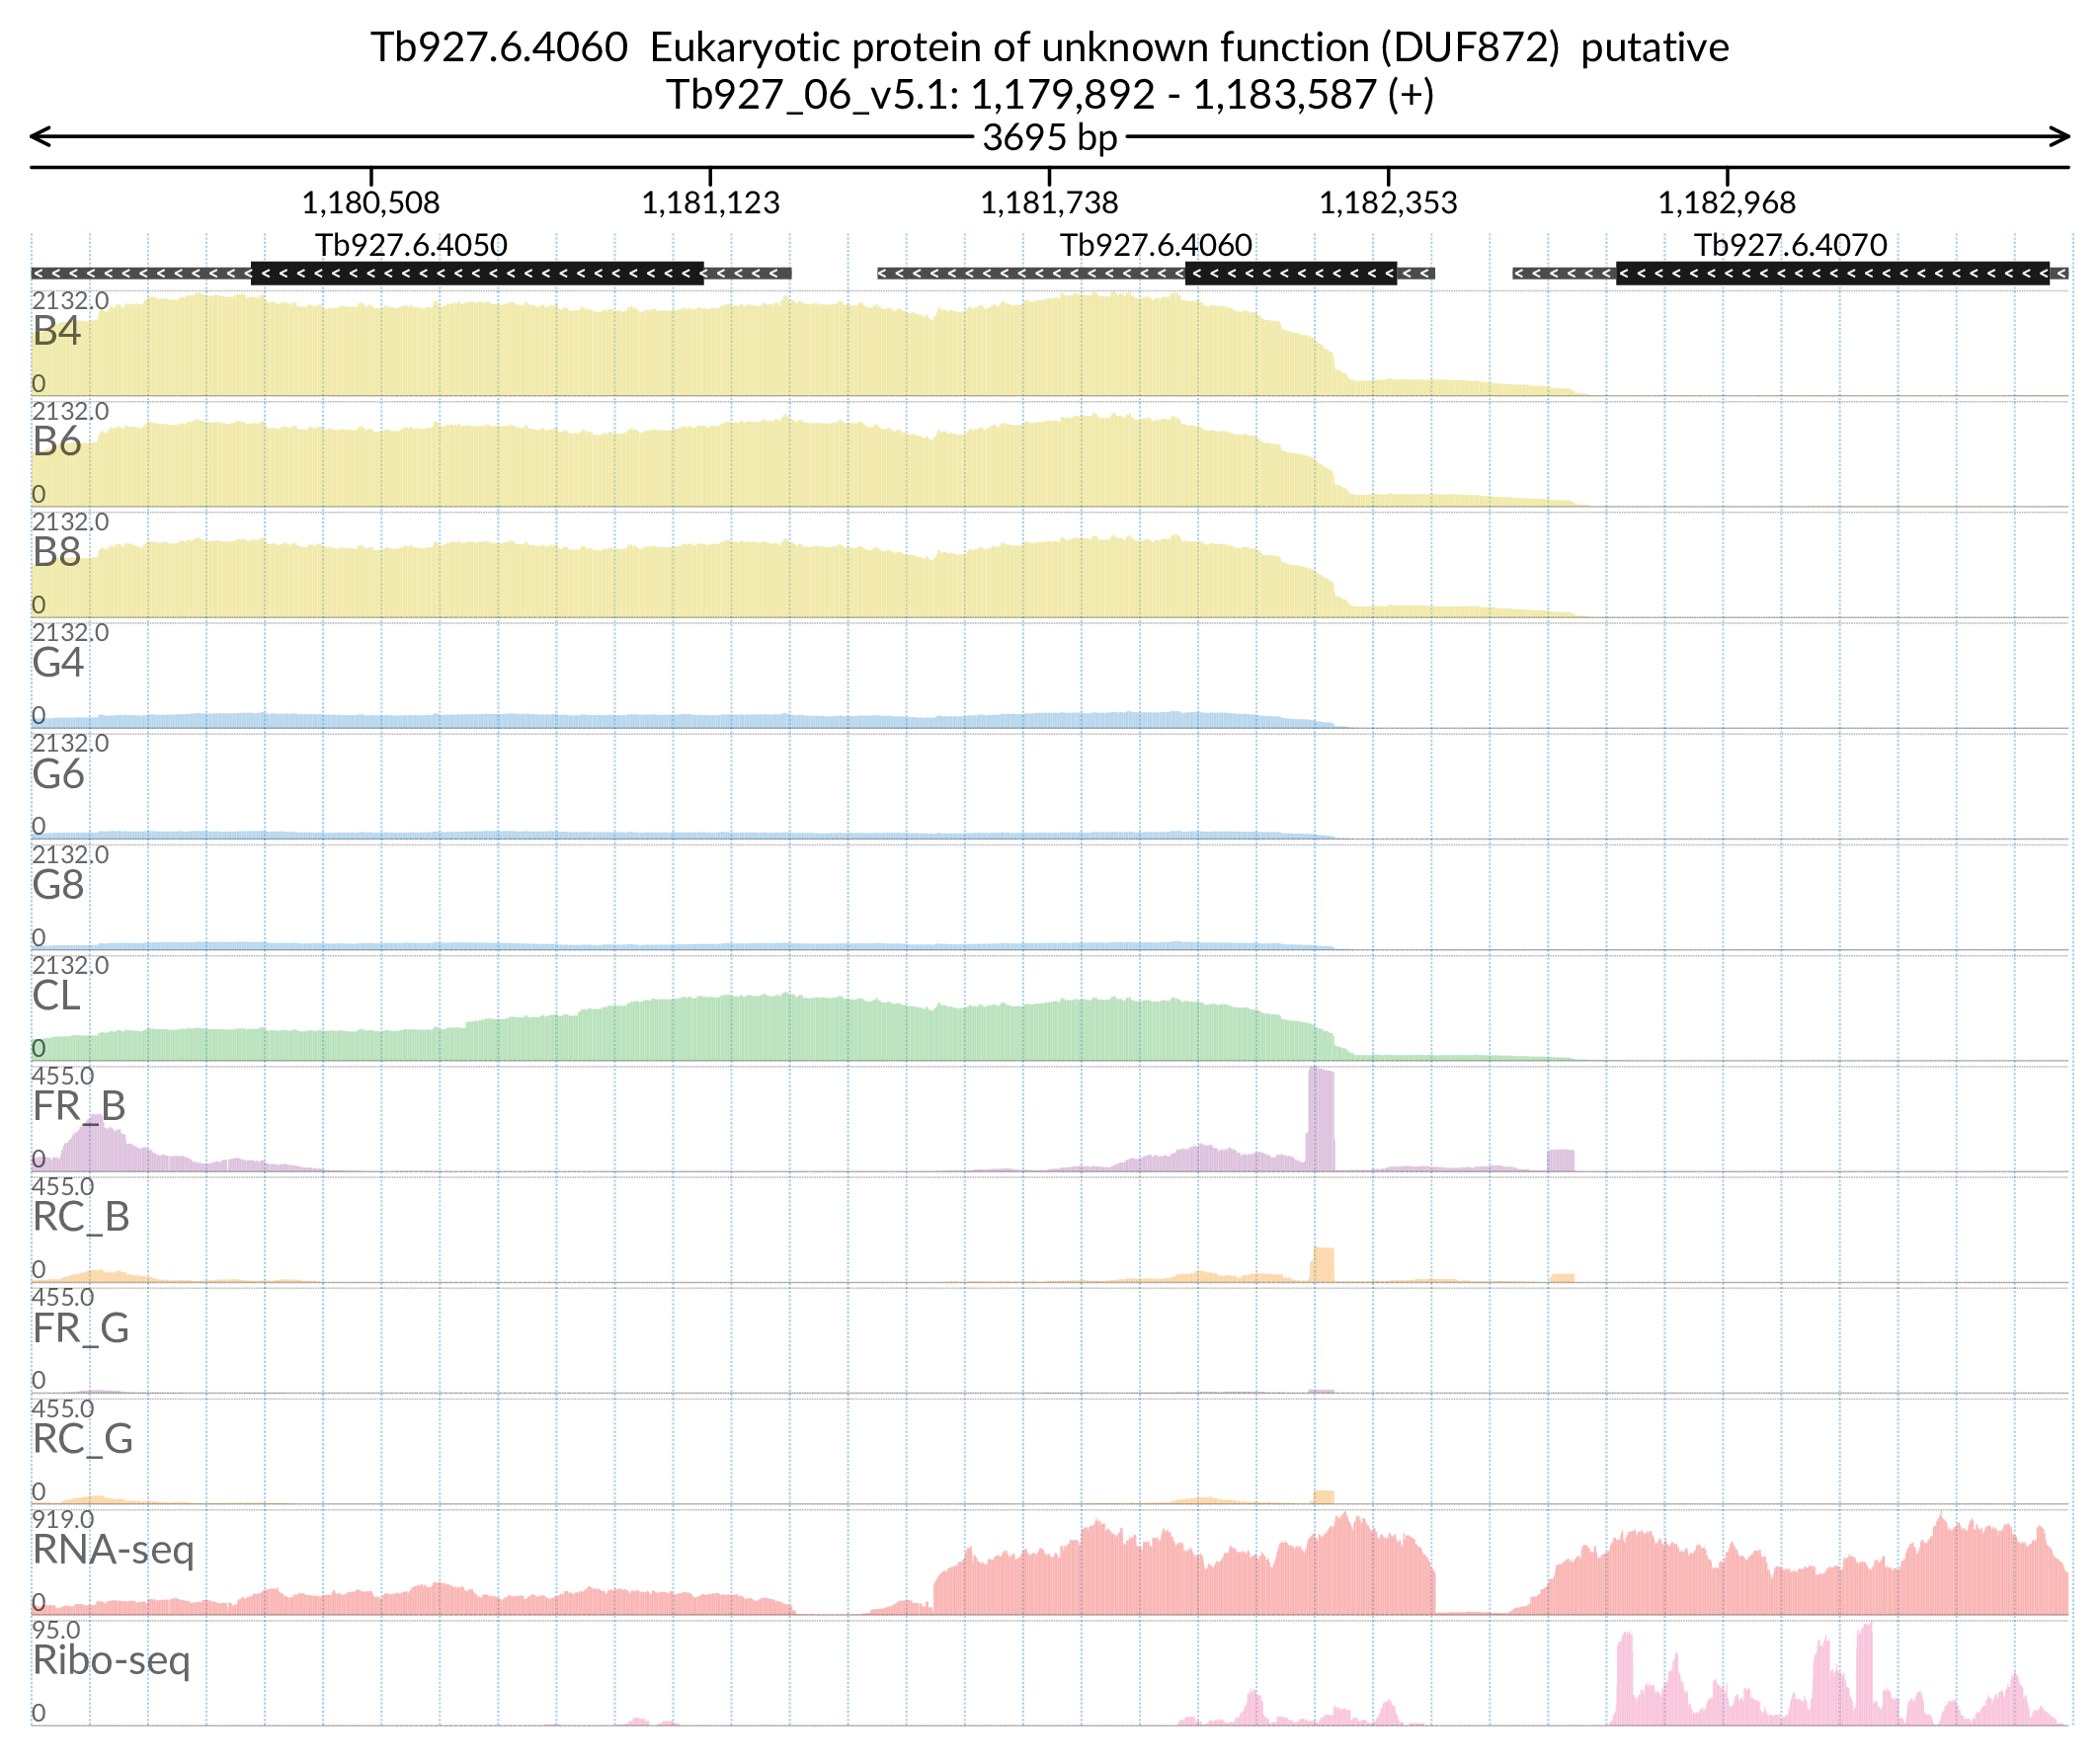 Tb927.6.4060  Eukaryotic protein of unknown function (DUF872)  putative
Tb927_06_v5.1: 1,179,892 - 1,183,587 (+)
3695 bp
1,180,508 1,181,123 1,181,738 1,182,353 1,182,968
Tb927.6.4050 Tb927.6.4060 Tb927.6.4070
2132.0
B4
0
2132.0
B6
0
2132.0
B8
0
2132.0
G4
0
2132.0
G6
0
2132.0
G8
0
2132.0
CL
0
455.0
FR_B
0
455.0
RC_B
0
455.0
FR_G
0
455.0
RC_G
0
919.0
RNA-seq
0
95.0
Ribo-seq
0